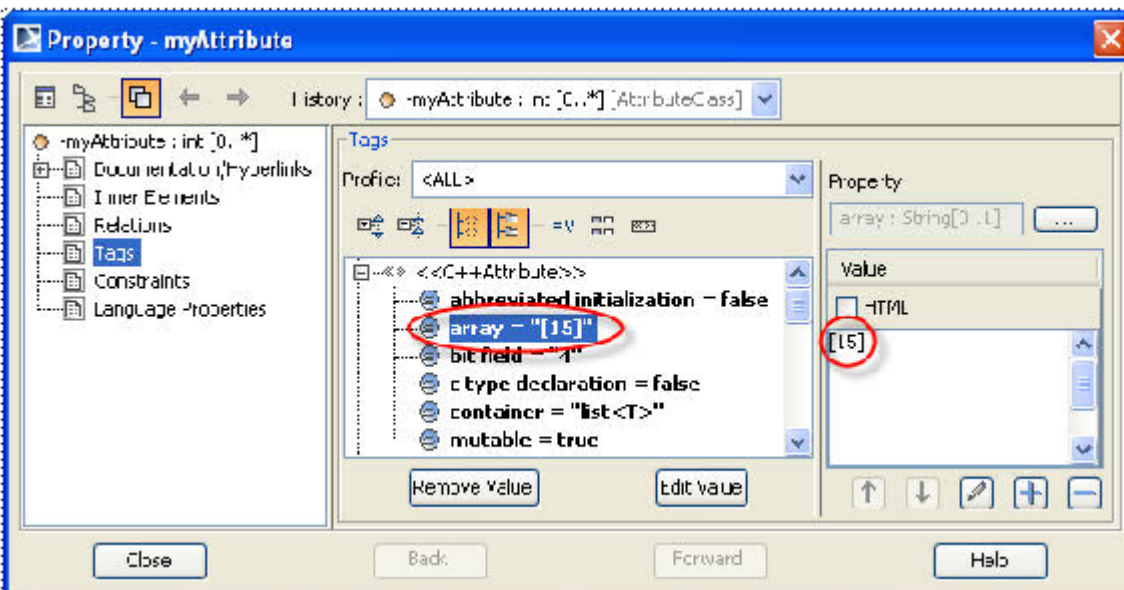 Property - myAttribute
History : -myAttribute : int [0..*] [AttributeClass]
-myAttribute : int [0..*]
Documentation/Hyperlinks
Inner Elements
Relations
Tags
Constraints
Language Properties
Tags
Profile: <ALL>
<<C++Attribute>>
abbreviated initialization = false
array = "[15]"
bit field = "4"
c type declaration = false
container = "list<T>"
mutable = true
Remove Value
Edit Value
Property
array : String[0..1]
...
Value
HTML
[15]
Close
Back
Forward
Help